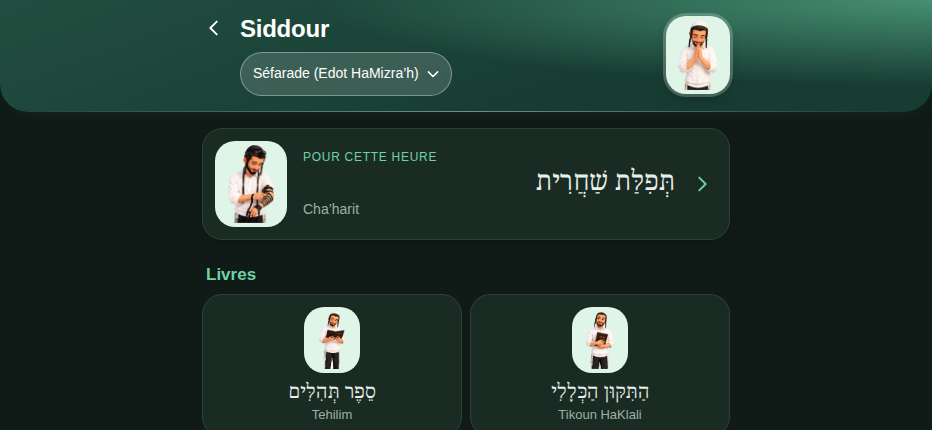 Siddour
Séfarade (Edot HaMizra'h)
POUR CETTE HEURE
תְּפִלַּת שַׁחֲרִית
Cha'harit
Livres
סֵפֶר תְּהִלִּים
Tehilim
הַתִּקּוּן הַכְּלָלִי
Tikoun HaKlali